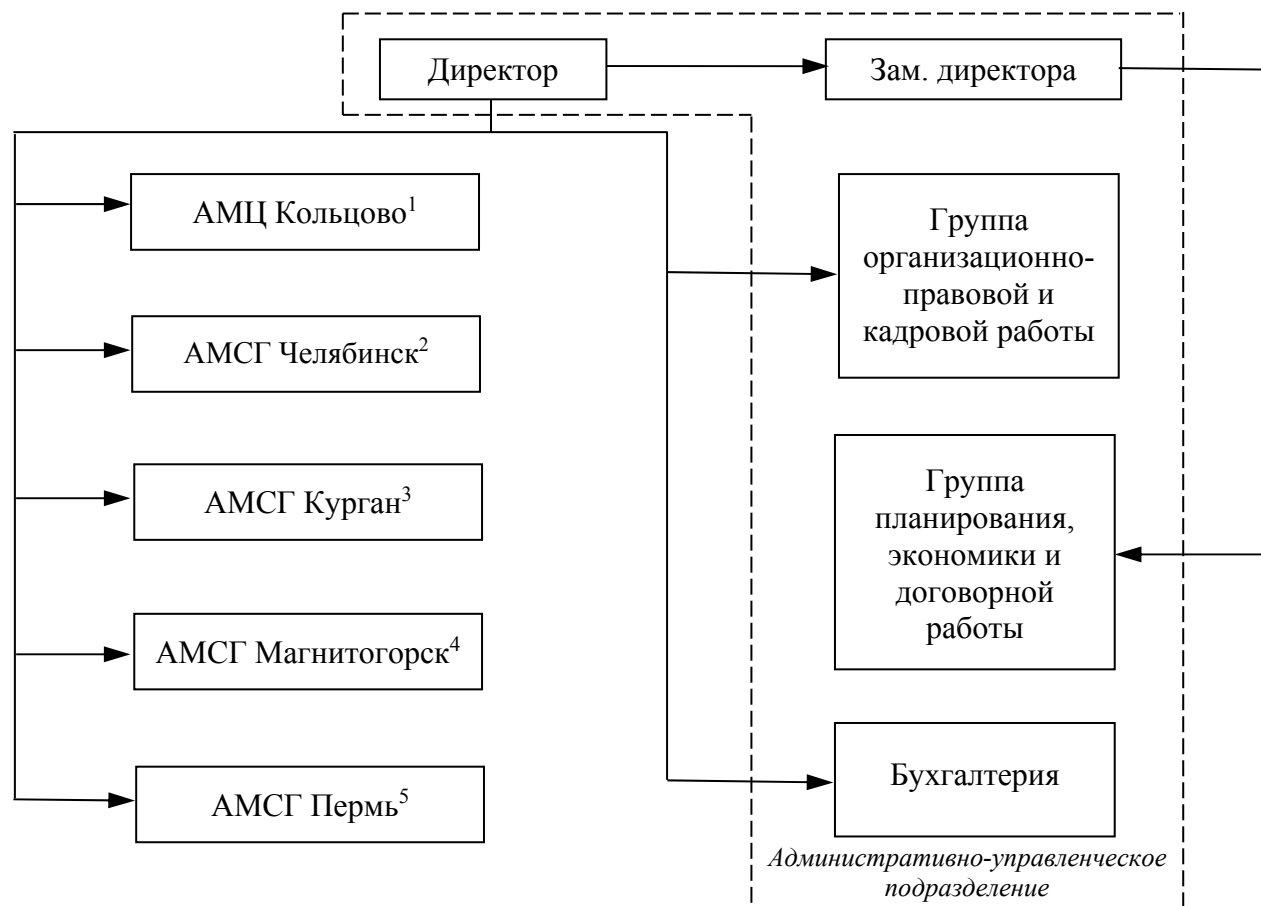 Директор
Зам. директора
АМЦ Кольцово¹
АМСГ Челябинск²
АМСГ Курган³
АМСГ Магнитогорск⁴
АМСГ Пермь⁵
Группа
организационно-
правовой и
кадровой работы
Группа
планирования,
экономики и
договорной
работы
Бухгалтерия
Административно-управленческое
подразделение